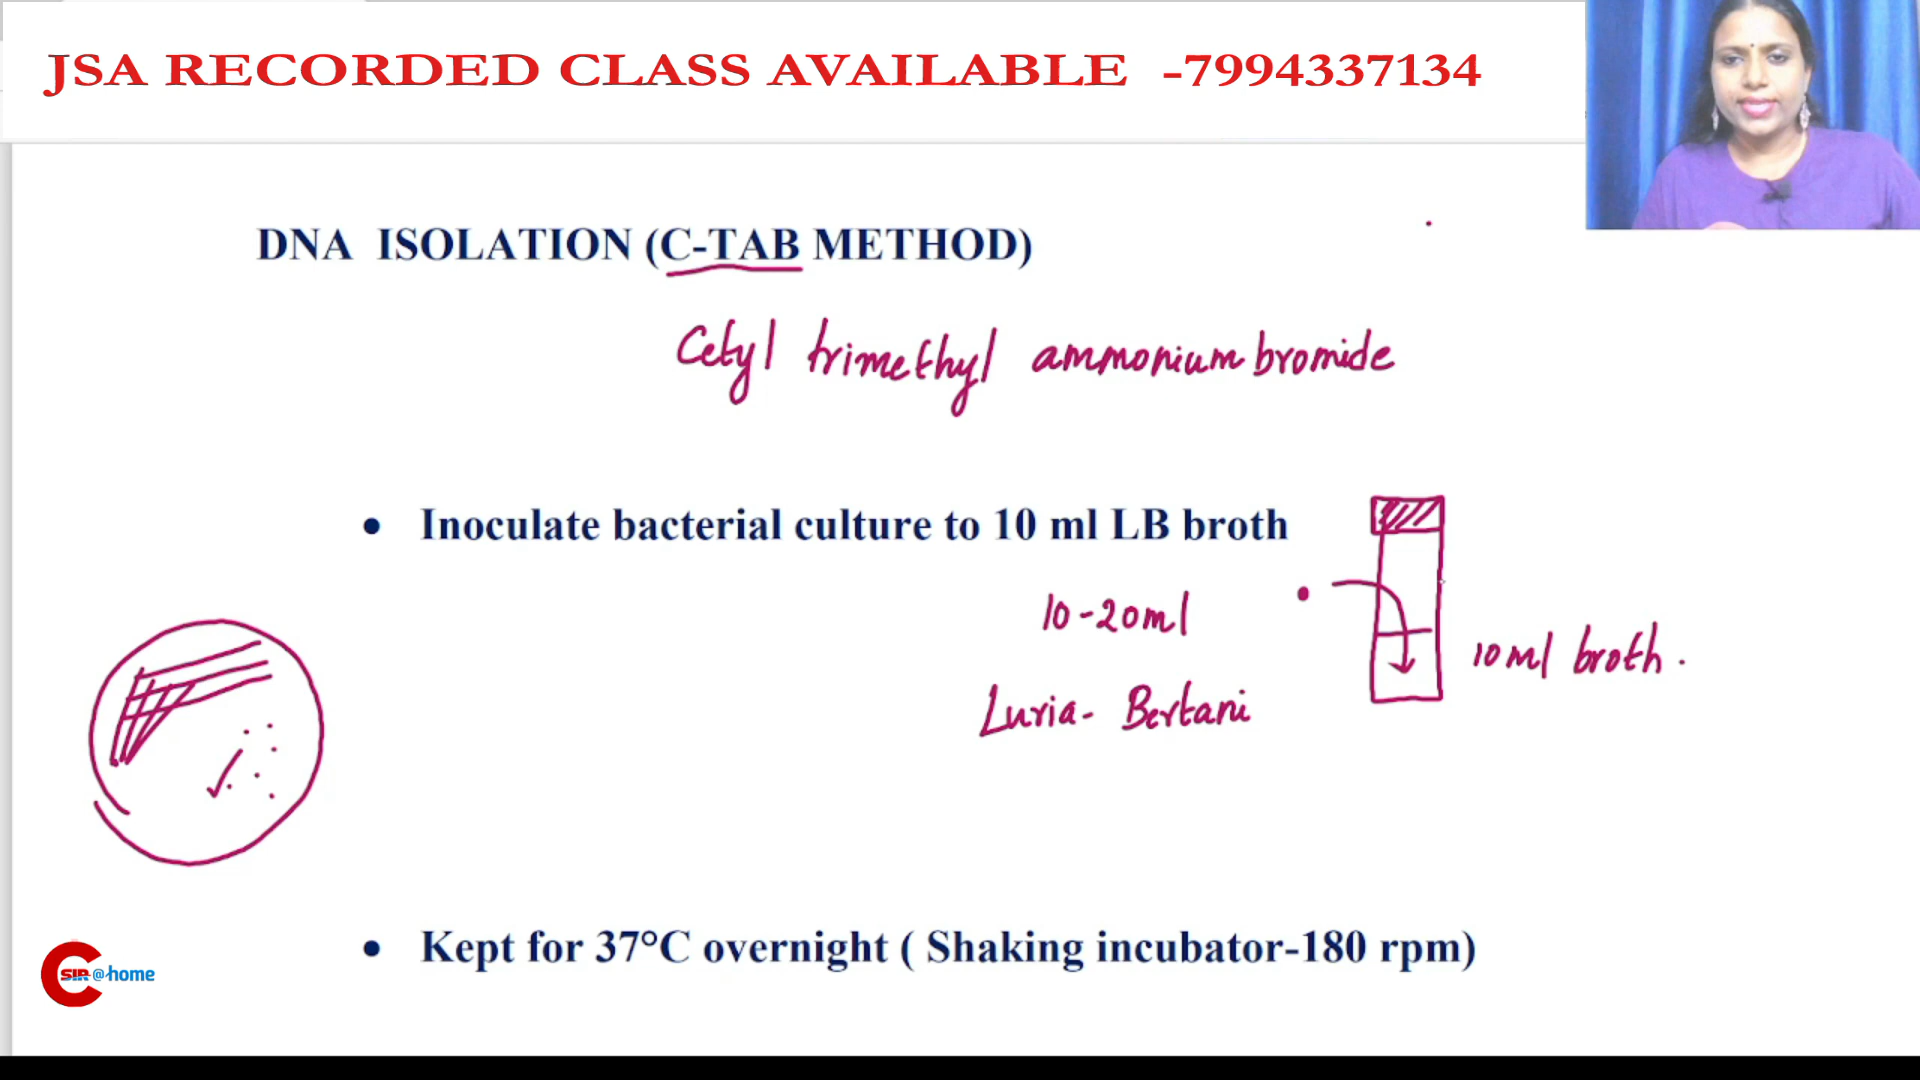 JSA RECORDED CLASS AVAILABLE -7994337134
DNA ISOLATION (C-TAB METHOD)
Cetyl trimethyl ammonium bromide
• Inoculate bacterial culture to 10 ml LB broth
10-20ml
10ml broth.
Luria- Bertani
• Kept for 37°C overnight ( Shaking incubator-180 rpm)
CSIR@home